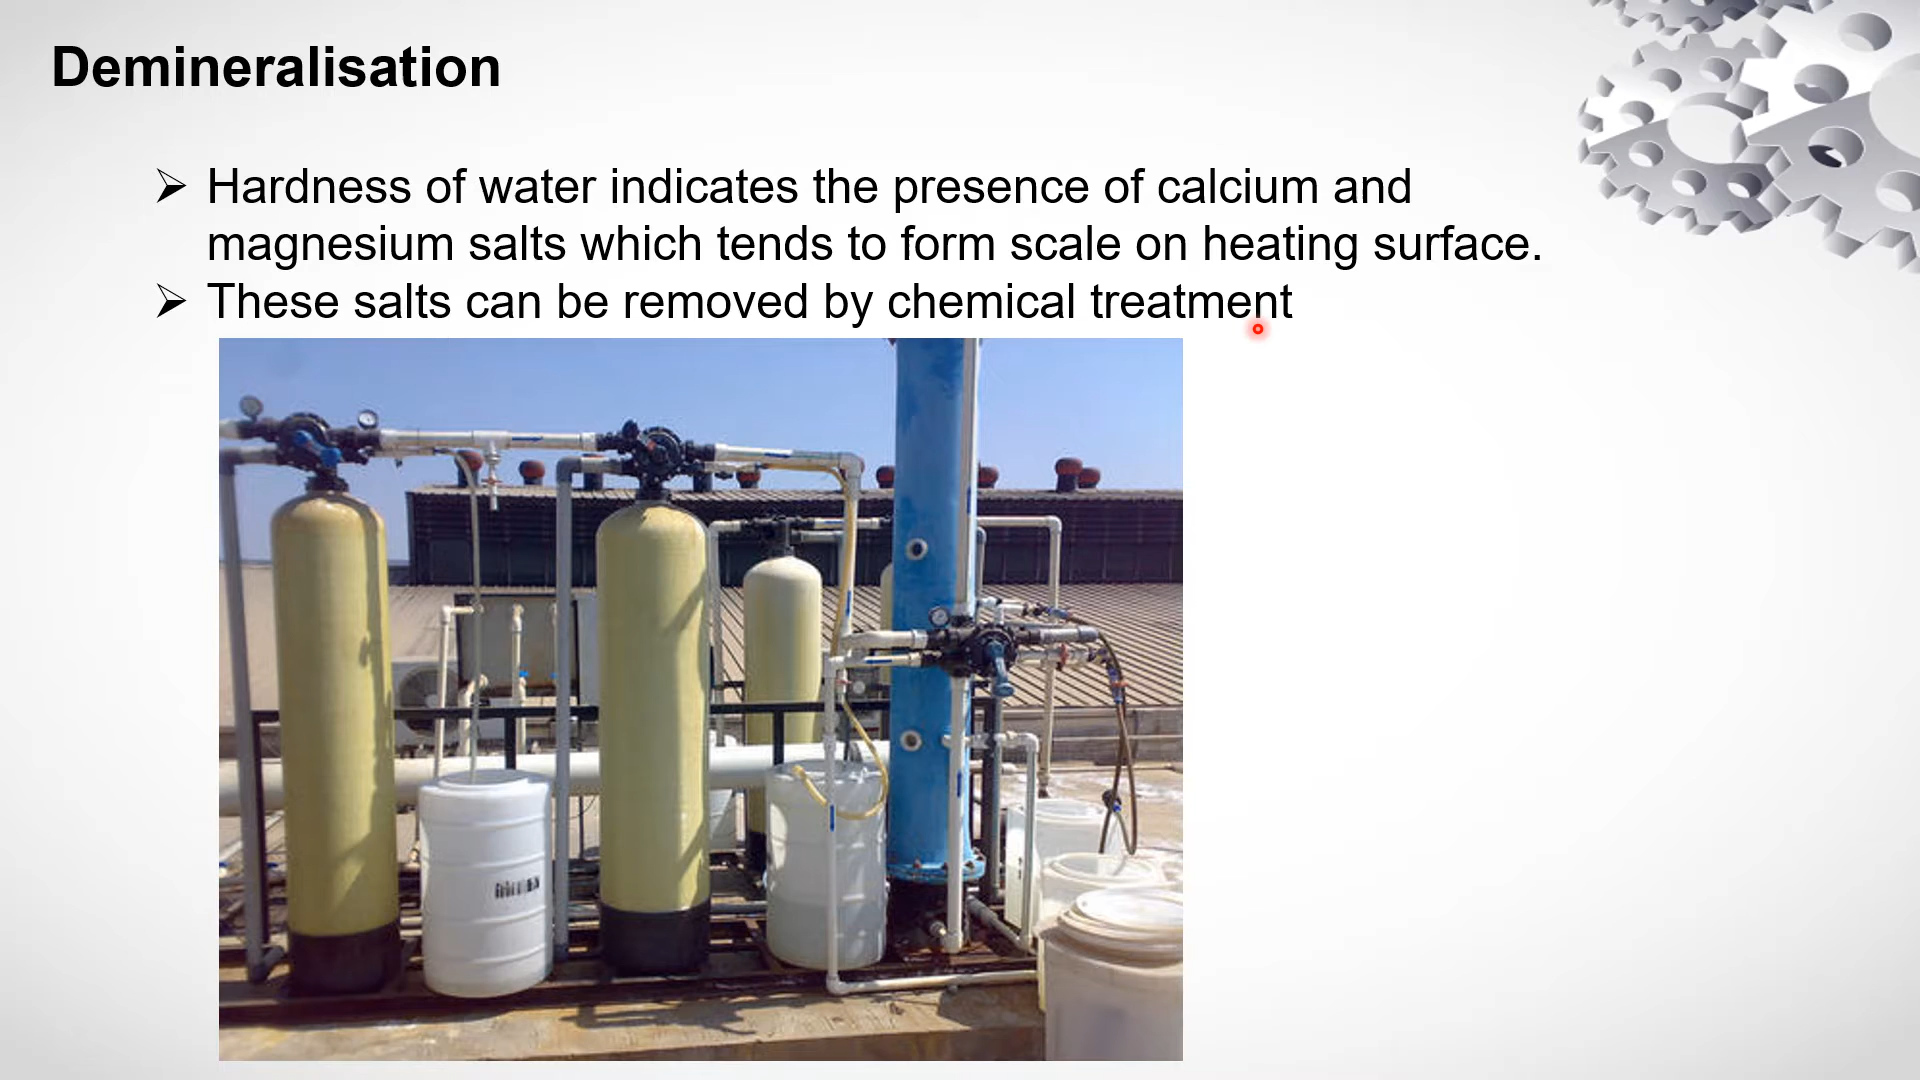 Demineralisation
➢ Hardness of water indicates the presence of calcium and
magnesium salts which tends to form scale on heating surface.
➢ These salts can be removed by chemical treatment